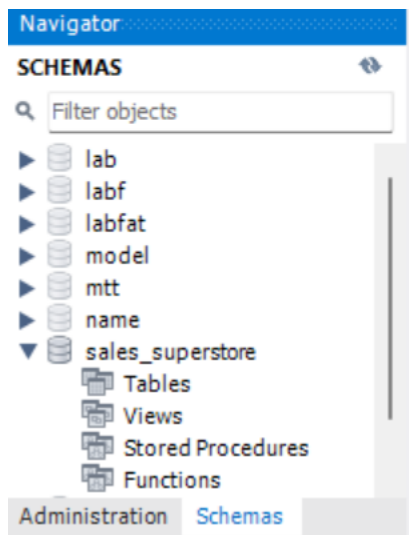 Navigator
SCHEMAS
Filter objects
lab
labf
labfat
model
mtt
name
sales_superstore
Tables
Views
Stored Procedures
Functions
Administration Schemas